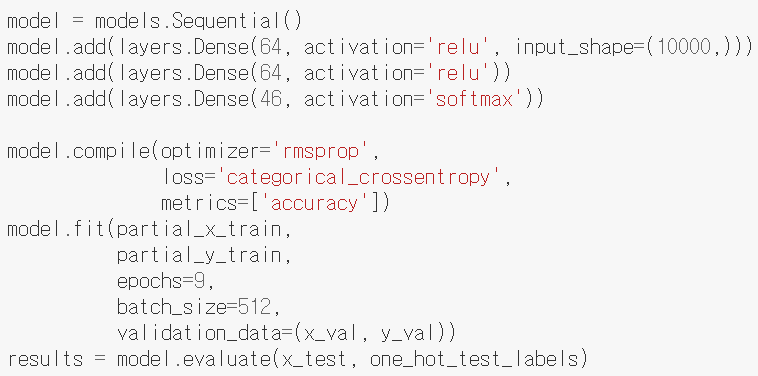 model = models.Sequential()
model.add(layers.Dense(64, activation='relu', input_shape=(10000,)))
model.add(layers.Dense(64, activation='relu'))
model.add(layers.Dense(46, activation='softmax'))

model.compile(optimizer='rmsprop',
              loss='categorical_crossentropy',
              metrics=['accuracy'])
model.fit(partial_x_train,
          partial_y_train,
          epochs=9,
          batch_size=512,
          validation_data=(x_val, y_val))
results = model.evaluate(x_test, one_hot_test_labels)